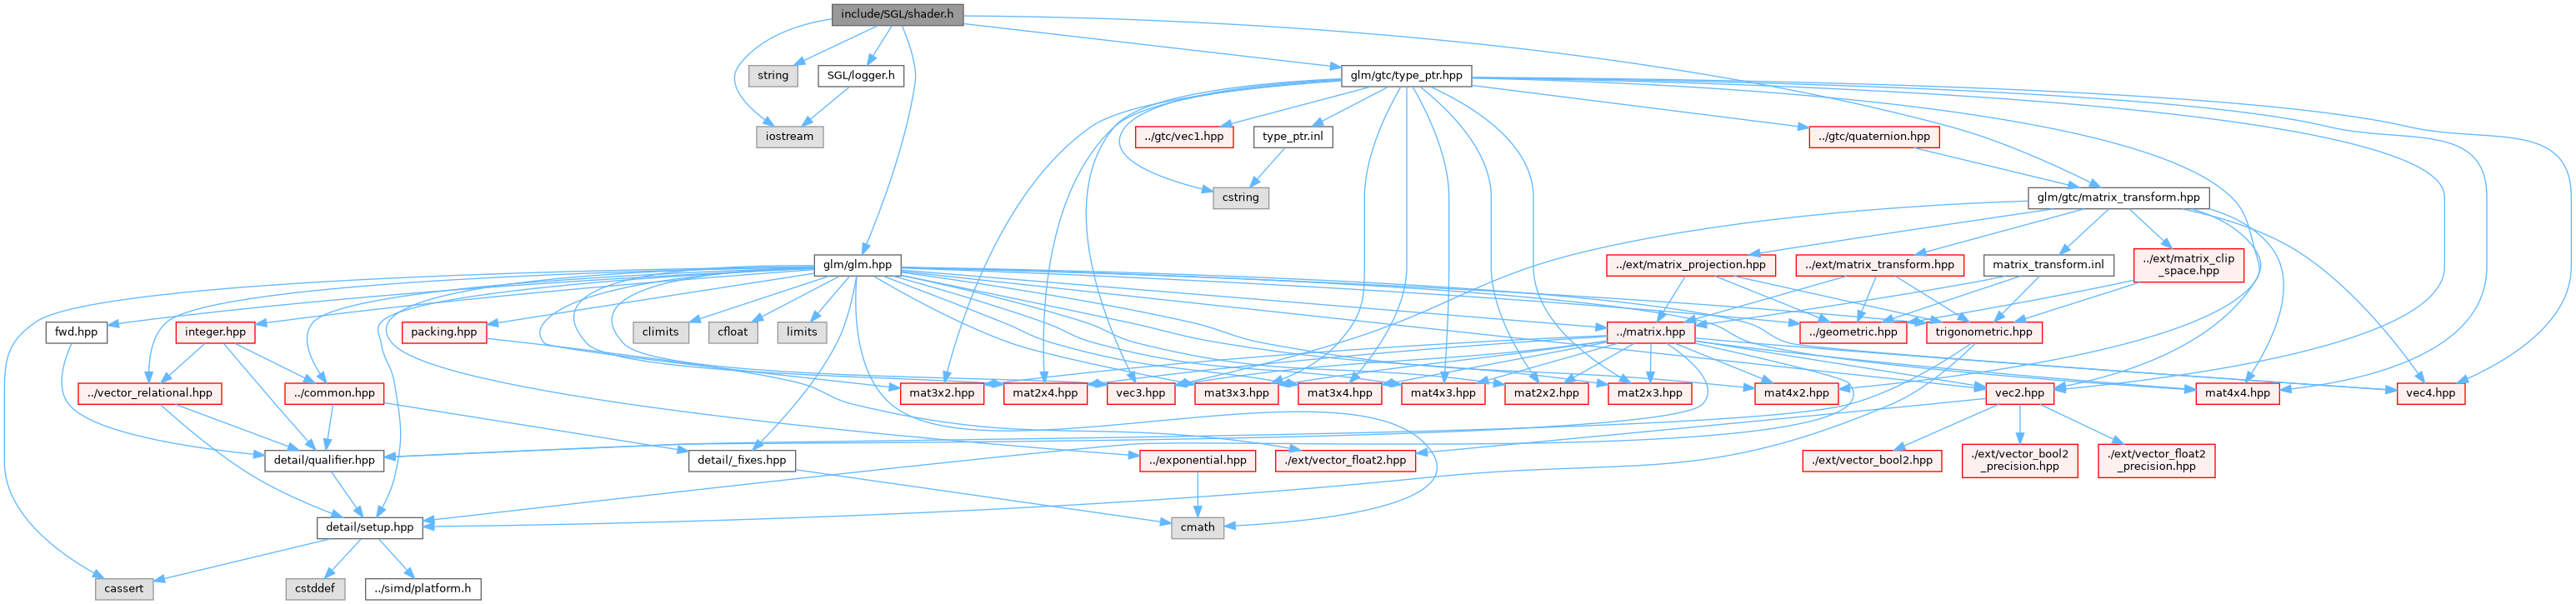 include/SGL/shader.h
string
SGL/logger.h
glm/gtc/type_ptr.hpp
iostream
../gtc/vec1.hpp
type_ptr.inl
../gtc/quaternion.hpp
cstring
glm/gtc/matrix_transform.hpp
glm/glm.hpp
../ext/matrix_projection.hpp
../ext/matrix_transform.hpp
matrix_transform.inl
../ext/matrix_clip
_space.hpp
fwd.hpp
integer.hpp
packing.hpp
climits
cfloat
limits
../matrix.hpp
../geometric.hpp
trigonometric.hpp
../vector_relational.hpp
../common.hpp
mat3x2.hpp
mat2x4.hpp
vec3.hpp
mat3x3.hpp
mat3x4.hpp
mat4x3.hpp
mat2x2.hpp
mat2x3.hpp
mat4x2.hpp
vec2.hpp
mat4x4.hpp
vec4.hpp
detail/qualifier.hpp
detail/_fixes.hpp
../exponential.hpp
./ext/vector_float2.hpp
./ext/vector_bool2.hpp
./ext/vector_bool2
_precision.hpp
./ext/vector_float2
_precision.hpp
detail/setup.hpp
cmath
cassert
cstddef
../simd/platform.h